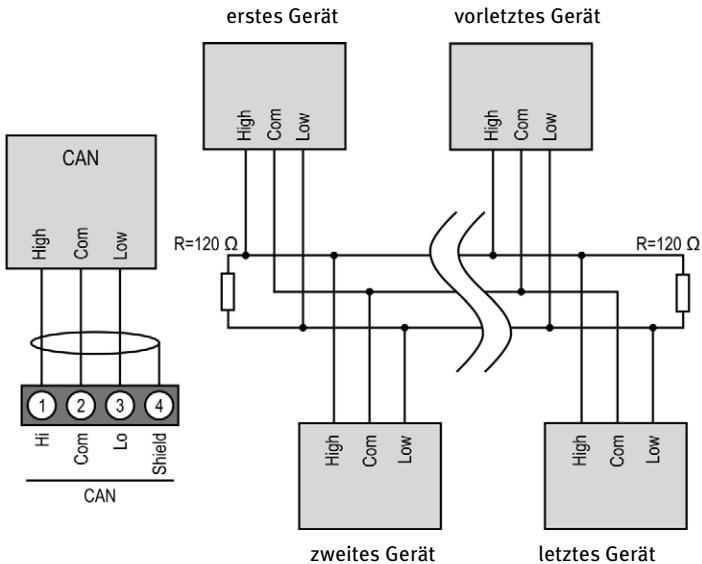 erstes Gerät
vorletztes Gerät
High
Com
Low
High
Com
Low
CAN
High
Com
Low
R=120 Ω
R=120 Ω
1
2
3
4
Hi
Com
Lo
Shield
CAN
High
Com
Low
High
Com
Low
zweites Gerät
letztes Gerät